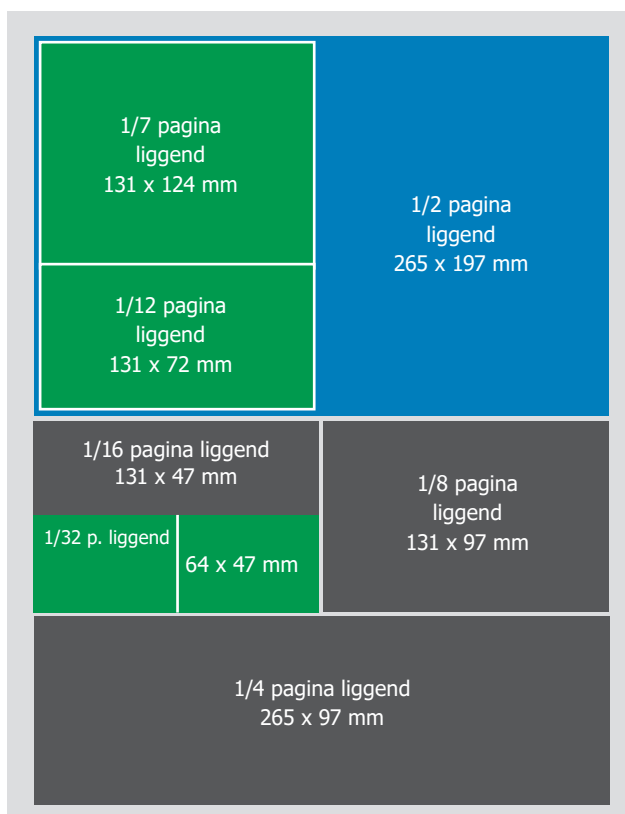 1/7 pagina
liggend
131 x 124 mm
1/2 pagina
liggend
265 x 197 mm
1/12 pagina
liggend
131 x 72 mm
1/16 pagina liggend
131 x 47 mm
1/8 pagina
liggend
131 x 97 mm
1/32 p. liggend
64 x 47 mm
1/4 pagina liggend
265 x 97 mm